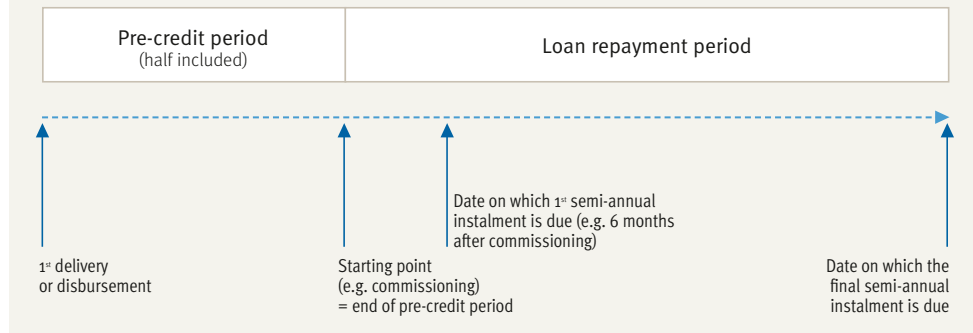 Pre-credit period
(half included)
Loan repayment period
Date on which 1st semi-annual
instalment is due (e.g. 6 months
after commissioning)
1st delivery
or disbursement
Starting point
(e.g. commissioning)
= end of pre-credit period
Date on which the
final semi-annual
instalment is due